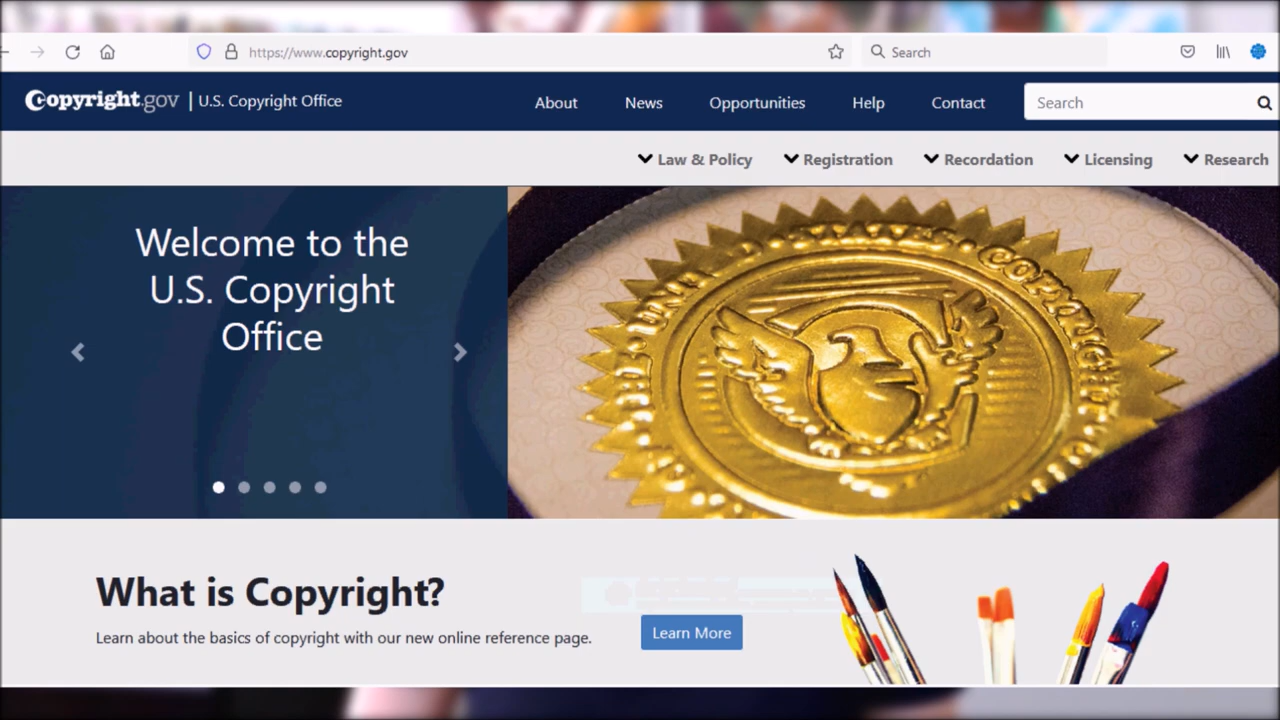 https://www.copyright.gov
Search
Copyright.gov | U.S. Copyright Office
About
News
Opportunities
Help
Contact
Search
Law & Policy
Registration
Recordation
Licensing
Research
Welcome to the
U.S. Copyright
Office
COPYRIGHT
What is Copyright?
Learn about the basics of copyright with our new online reference page.
Learn More